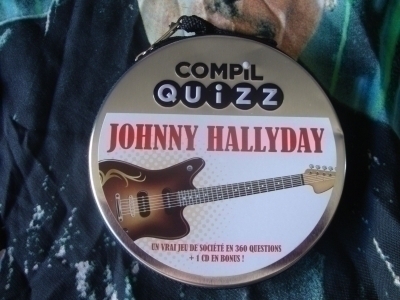 COMPiL
QUiZZ
JOHNNY HALLYDAY
UN VRAI JEU DE SOCIÉTÉ EN 360 QUESTIONS
+ 1 CD EN BONUS !